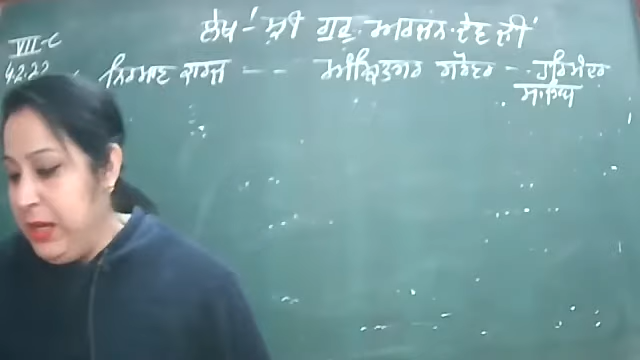 VII-C
ਲੇਖ-'ਸ੍ਰੀ ਗੁਰੂ ਅਰਜਨ ਦੇਵ ਜੀ'
4.2.22
ਨਿਰਮਾਣ ਕਾਰਜ -- ਅੰਮ੍ਰਿਤਸਰ ਸਰੋਵਰ - ਹਰਿਮੰਦਰ
ਸਾਹਿਬ